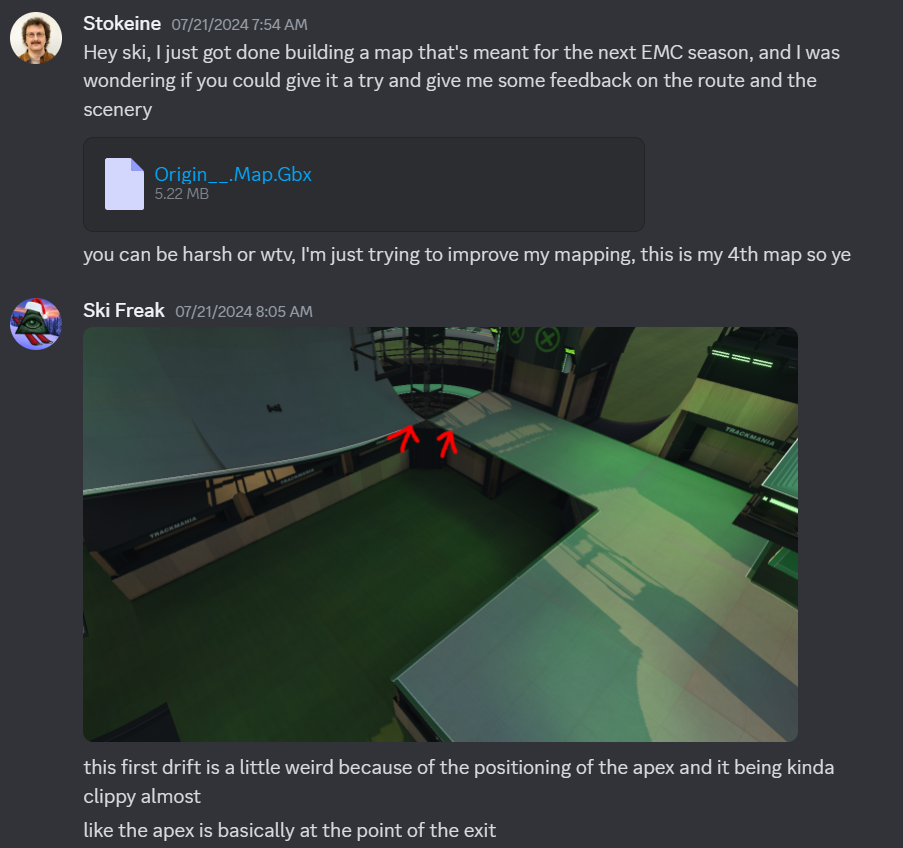 Stokeine 07/21/2024 7:54 AM
Hey ski, I just got done building a map that's meant for the next EMC season, and I was
wondering if you could give it a try and give me some feedback on the route and the
scenery
Origin__.Map.Gbx
5.22 MB
you can be harsh or wtv, I'm just trying to improve my mapping, this is my 4th map so ye
Ski Freak 07/21/2024 8:05 AM
TRACKMANIA
TRACKMANIA
TRACKMANIA
TRACKMANIA
this first drift is a little weird because of the positioning of the apex and it being kinda
clippy almost
like the apex is basically at the point of the exit